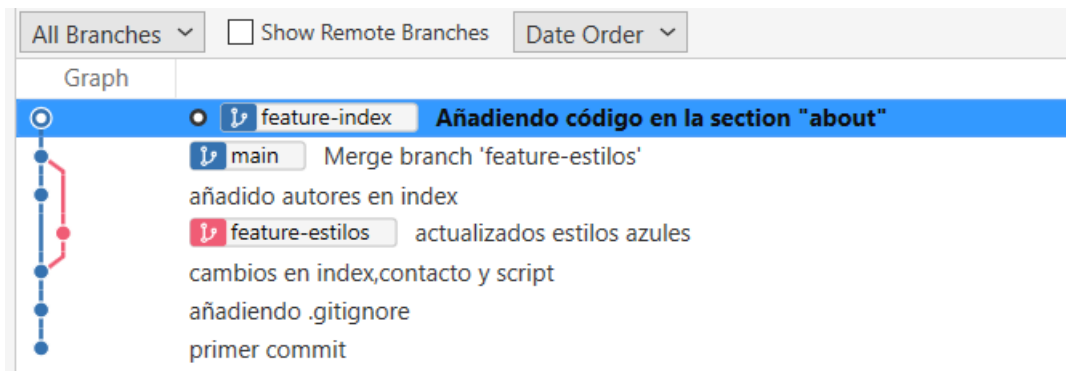 All Branches Show Remote Branches Date Order
Graph
feature-index Añadiendo código en la section "about"
main Merge branch 'feature-estilos'
añadido autores en index
feature-estilos actualizados estilos azules
cambios en index,contacto y script
añadiendo .gitignore
primer commit